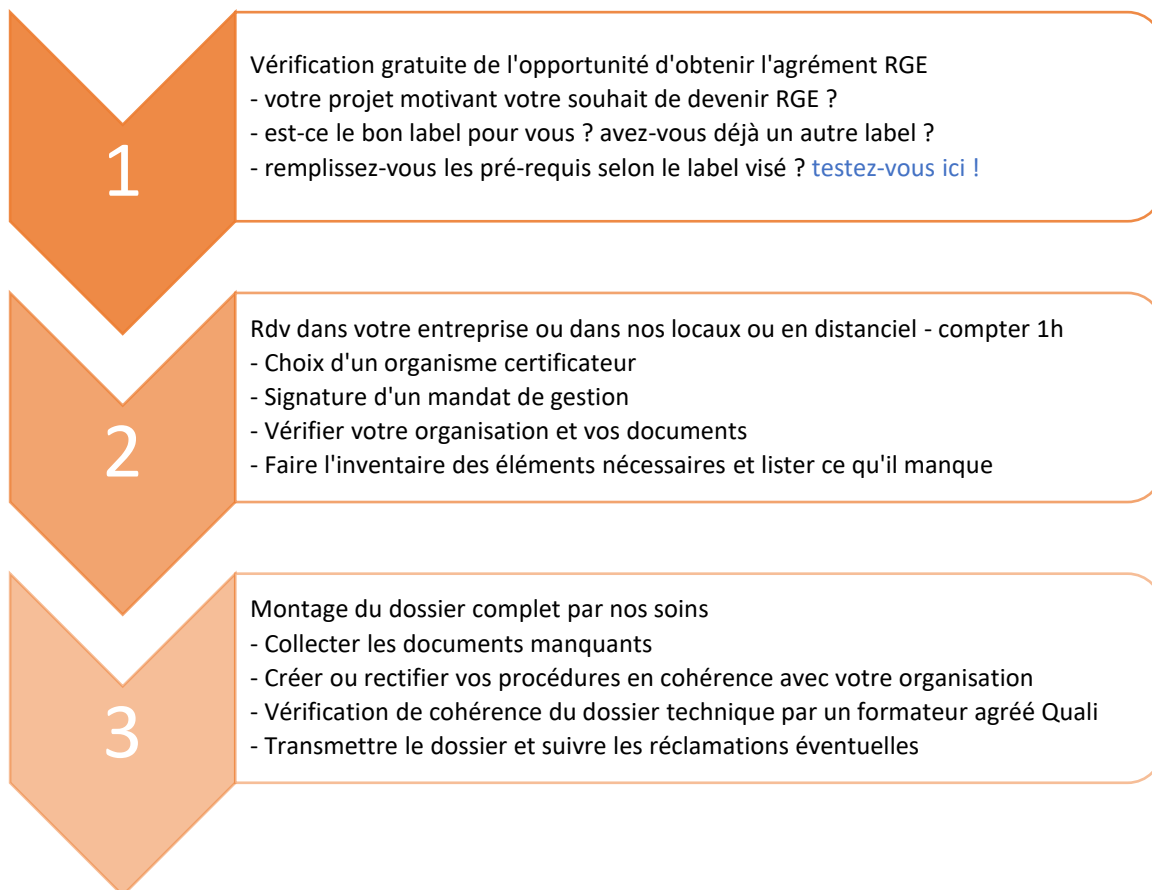 1
Vérification gratuite de l'opportunité d'obtenir l'agrément RGE
- votre projet motivant votre souhait de devenir RGE ?
- est-ce le bon label pour vous ? avez-vous déjà un autre label ?
- remplissez-vous les pré-requis selon le label visé ? testez-vous ici !
2
Rdv dans votre entreprise ou dans nos locaux ou en distanciel - compter 1h
- Choix d'un organisme certificateur
- Signature d'un mandat de gestion
- Vérifier votre organisation et vos documents
- Faire l'inventaire des éléments nécessaires et lister ce qu'il manque
3
Montage du dossier complet par nos soins
- Collecter les documents manquants
- Créer ou rectifier vos procédures en cohérence avec votre organisation
- Vérification de cohérence du dossier technique par un formateur agréé Quali
- Transmettre le dossier et suivre les réclamations éventuelles